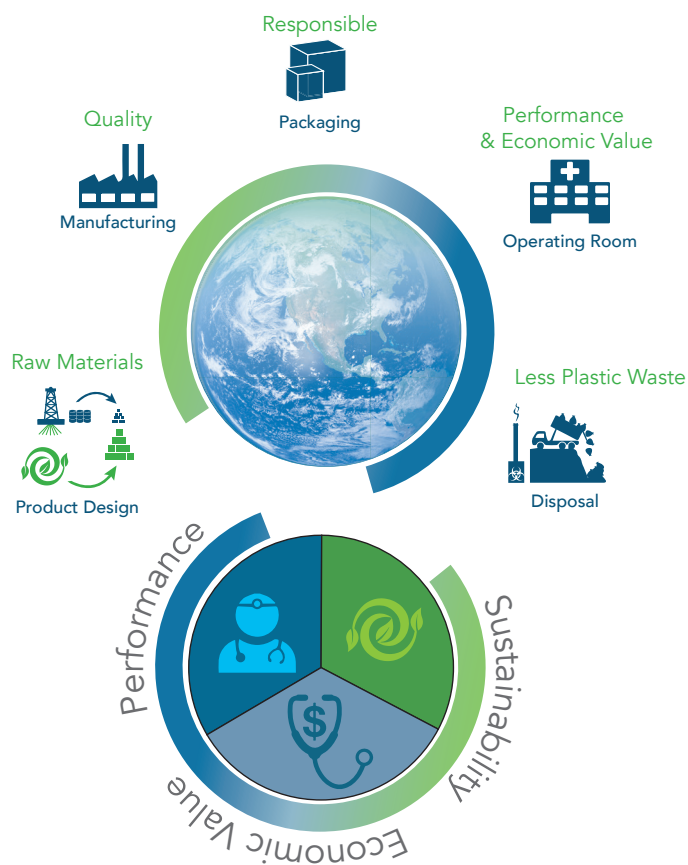 Responsible
Packaging
Quality
Manufacturing
Performance
& Economic Value
Operating Room
Raw Materials
Product Design
Less Plastic Waste
Disposal
Performance
$
Sustainability
Economic Value